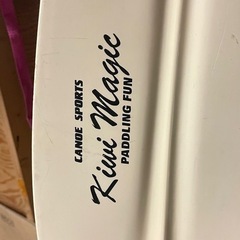 CANOE SPORTS
Kiwi Magic
PADDLING FUN